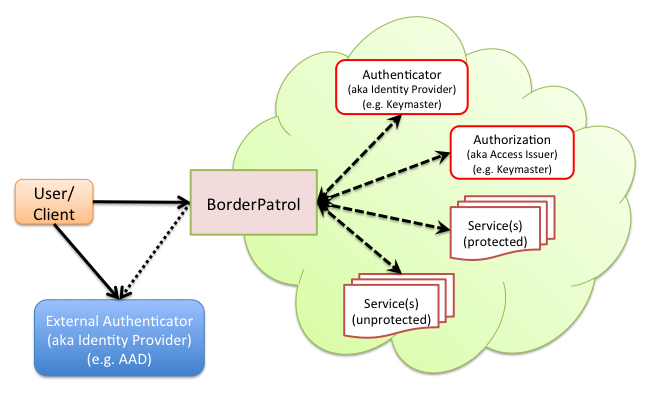 Authenticator
(aka Identity Provider)
(e.g. Keymaster)
Authorization
(aka Access Issuer)
(e.g. Keymaster)
User/
Client
BorderPatrol
Service(s)
(protected)
Service(s)
(unprotected)
External Authenticator
(aka Identity Provider)
(e.g. AAD)